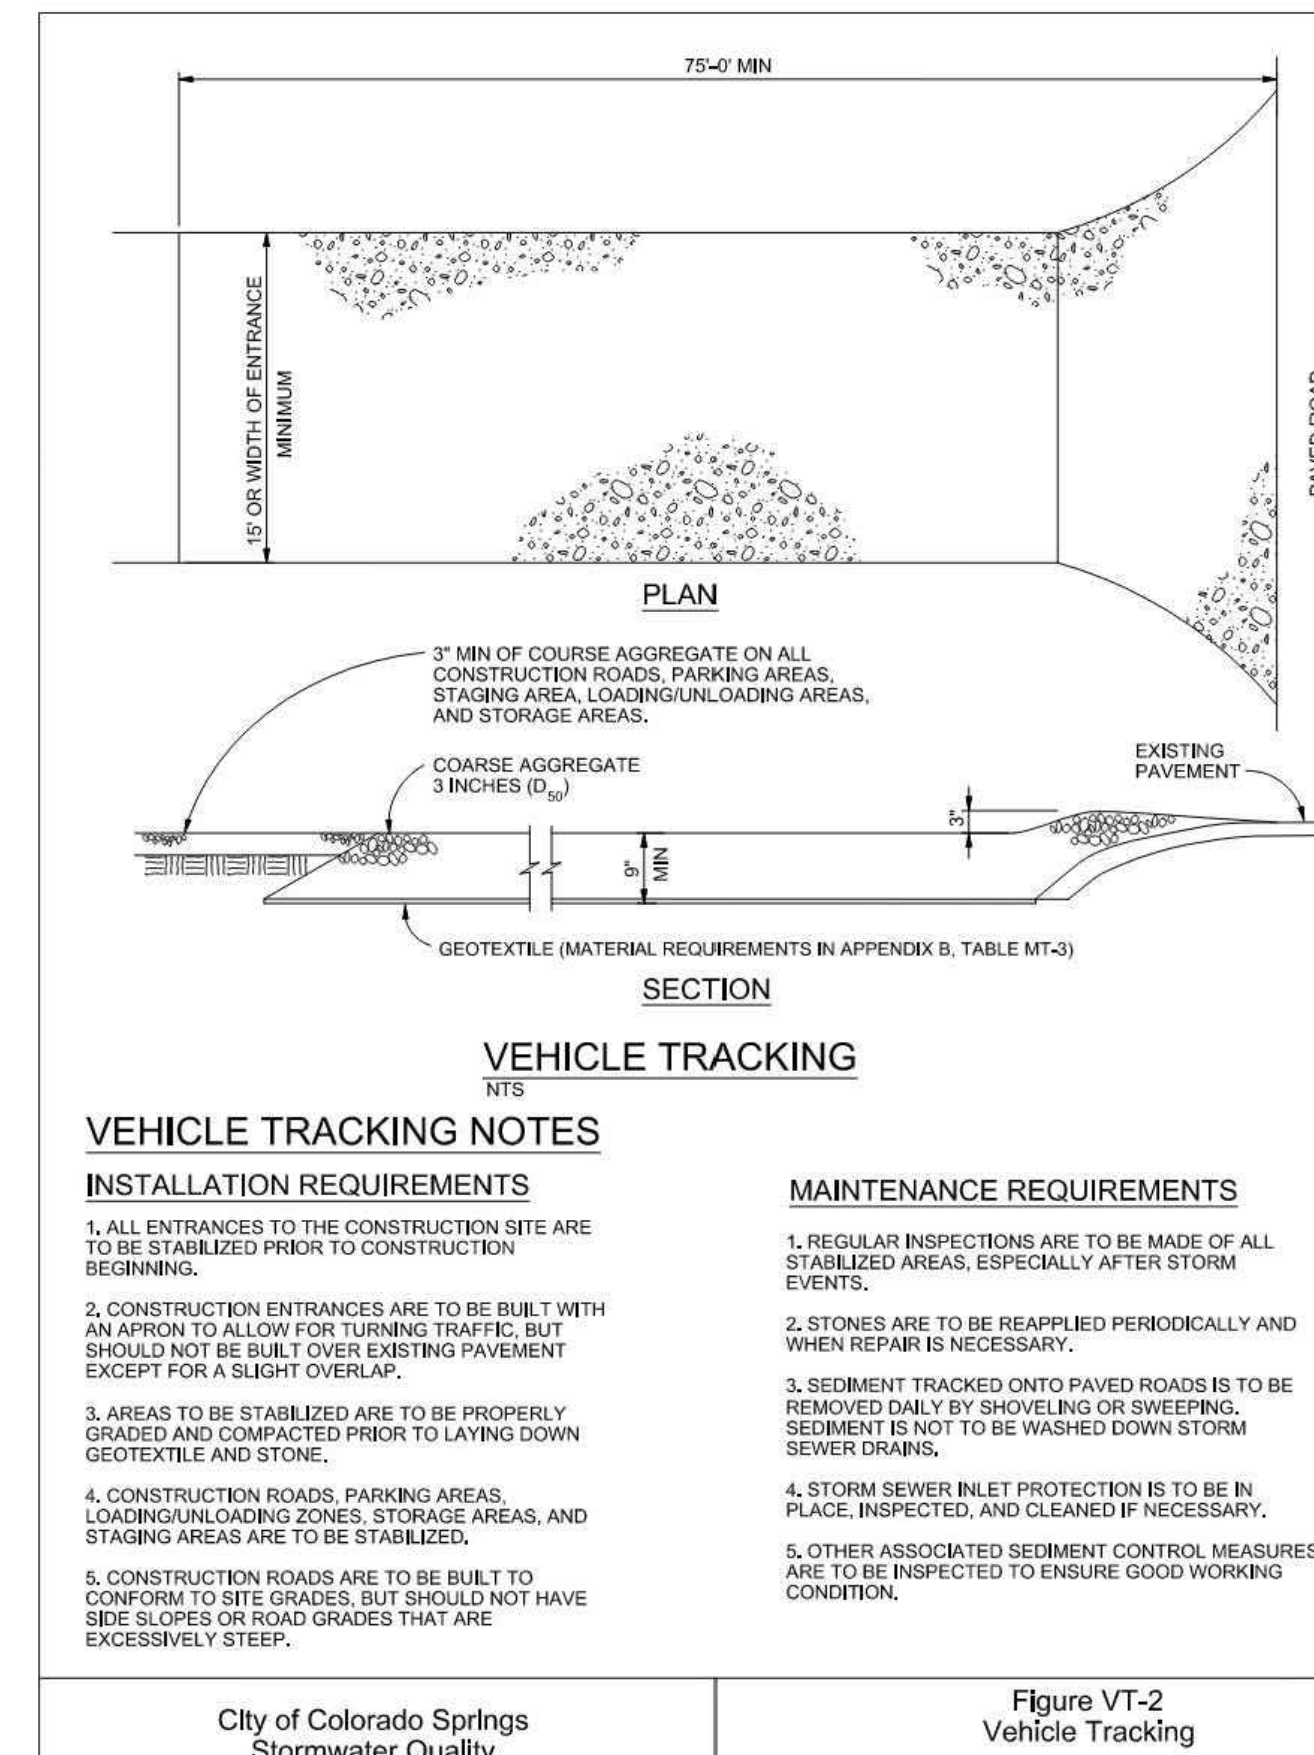 75'-0' MIN
15' OR WIDTH OF ENTRANCE
MINIMUM
PAVED ROAD
PLAN
3" MIN OF COURSE AGGREGATE ON ALL
CONSTRUCTION ROADS, PARKING AREAS,
STAGING AREA, LOADING/UNLOADING AREAS,
AND STORAGE AREAS.
COARSE AGGREGATE
3 INCHES (D50)
EXISTING
PAVEMENT
3"
9"
MIN
GEOTEXTILE (MATERIAL REQUIREMENTS IN APPENDIX B, TABLE MT-3)
SECTION
VEHICLE TRACKING
NTS
VEHICLE TRACKING NOTES
INSTALLATION REQUIREMENTS
1. ALL ENTRANCES TO THE CONSTRUCTION SITE ARE
TO BE STABILIZED PRIOR TO CONSTRUCTION
BEGINNING.
2. CONSTRUCTION ENTRANCES ARE TO BE BUILT WITH
AN APRON TO ALLOW FOR TURNING TRAFFIC, BUT
SHOULD NOT BE BUILT OVER EXISTING PAVEMENT
EXCEPT FOR A SLIGHT OVERLAP.
3. AREAS TO BE STABILIZED ARE TO BE PROPERLY
GRADED AND COMPACTED PRIOR TO LAYING DOWN
GEOTEXTILE AND STONE.
4. CONSTRUCTION ROADS, PARKING AREAS,
LOADING/UNLOADING ZONES, STORAGE AREAS, AND
STAGING AREAS ARE TO BE STABILIZED.
5. CONSTRUCTION ROADS ARE TO BE BUILT TO
CONFORM TO SITE GRADES, BUT SHOULD NOT HAVE
SIDE SLOPES OR ROAD GRADES THAT ARE
EXCESSIVELY STEEP.
MAINTENANCE REQUIREMENTS
1. REGULAR INSPECTIONS ARE TO BE MADE OF ALL
STABILIZED AREAS, ESPECIALLY AFTER STORM
EVENTS.
2. STONES ARE TO BE REAPPLIED PERIODICALLY AND
WHEN REPAIR IS NECESSARY.
3. SEDIMENT TRACKED ONTO PAVED ROADS IS TO BE
REMOVED DAILY BY SHOVELING OR SWEEPING.
SEDIMENT IS NOT TO BE WASHED DOWN STORM
SEWER DRAINS.
4. STORM SEWER INLET PROTECTION IS TO BE IN
PLACE, INSPECTED, AND CLEANED IF NECESSARY.
5. OTHER ASSOCIATED SEDIMENT CONTROL MEASURES
ARE TO BE INSPECTED TO ENSURE GOOD WORKING
CONDITION.
City of Colorado Springs
Stormwater Quality
Figure VT-2
Vehicle Tracking